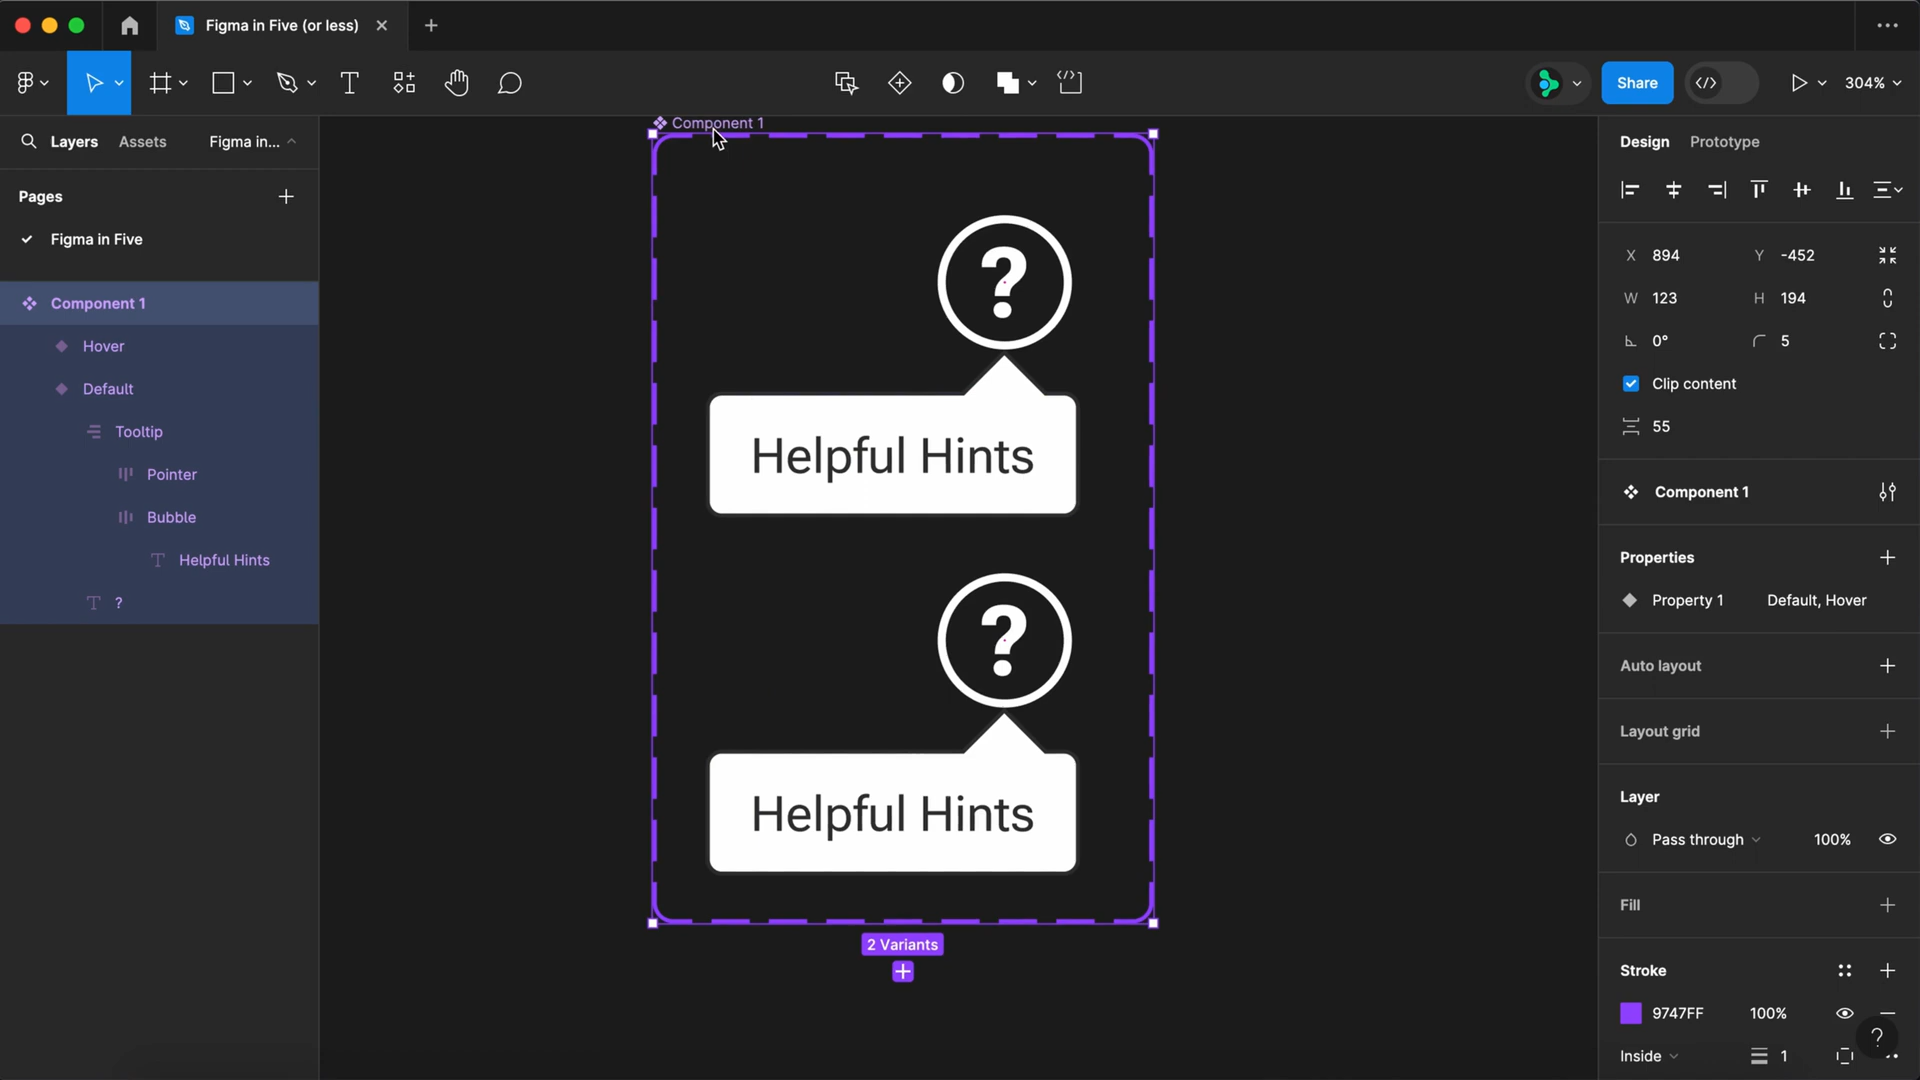 Figma in Five (or less)
Share
304%
Layers Assets Figma in...
Pages
Figma in Five
Component 1
Hover
Default
Tooltip
Pointer
Bubble
Helpful Hints
?
Component 1
?
Helpful Hints
?
Helpful Hints
2 Variants
Design Prototype
X 894 Y -452
W 123 H 194
0° 5
Clip content
55
Component 1
Properties
Property 1 Default, Hover
Auto layout
Layout grid
Layer
Pass through 100%
Fill
Stroke
9747FF 100%
Inside 1
?